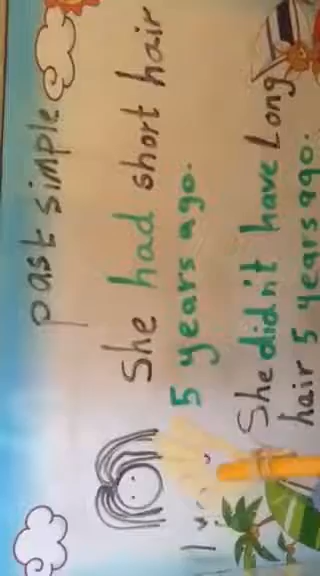 past simple
She had short hair
5 years ago.
She didn't have Long
hair 5 years ago.